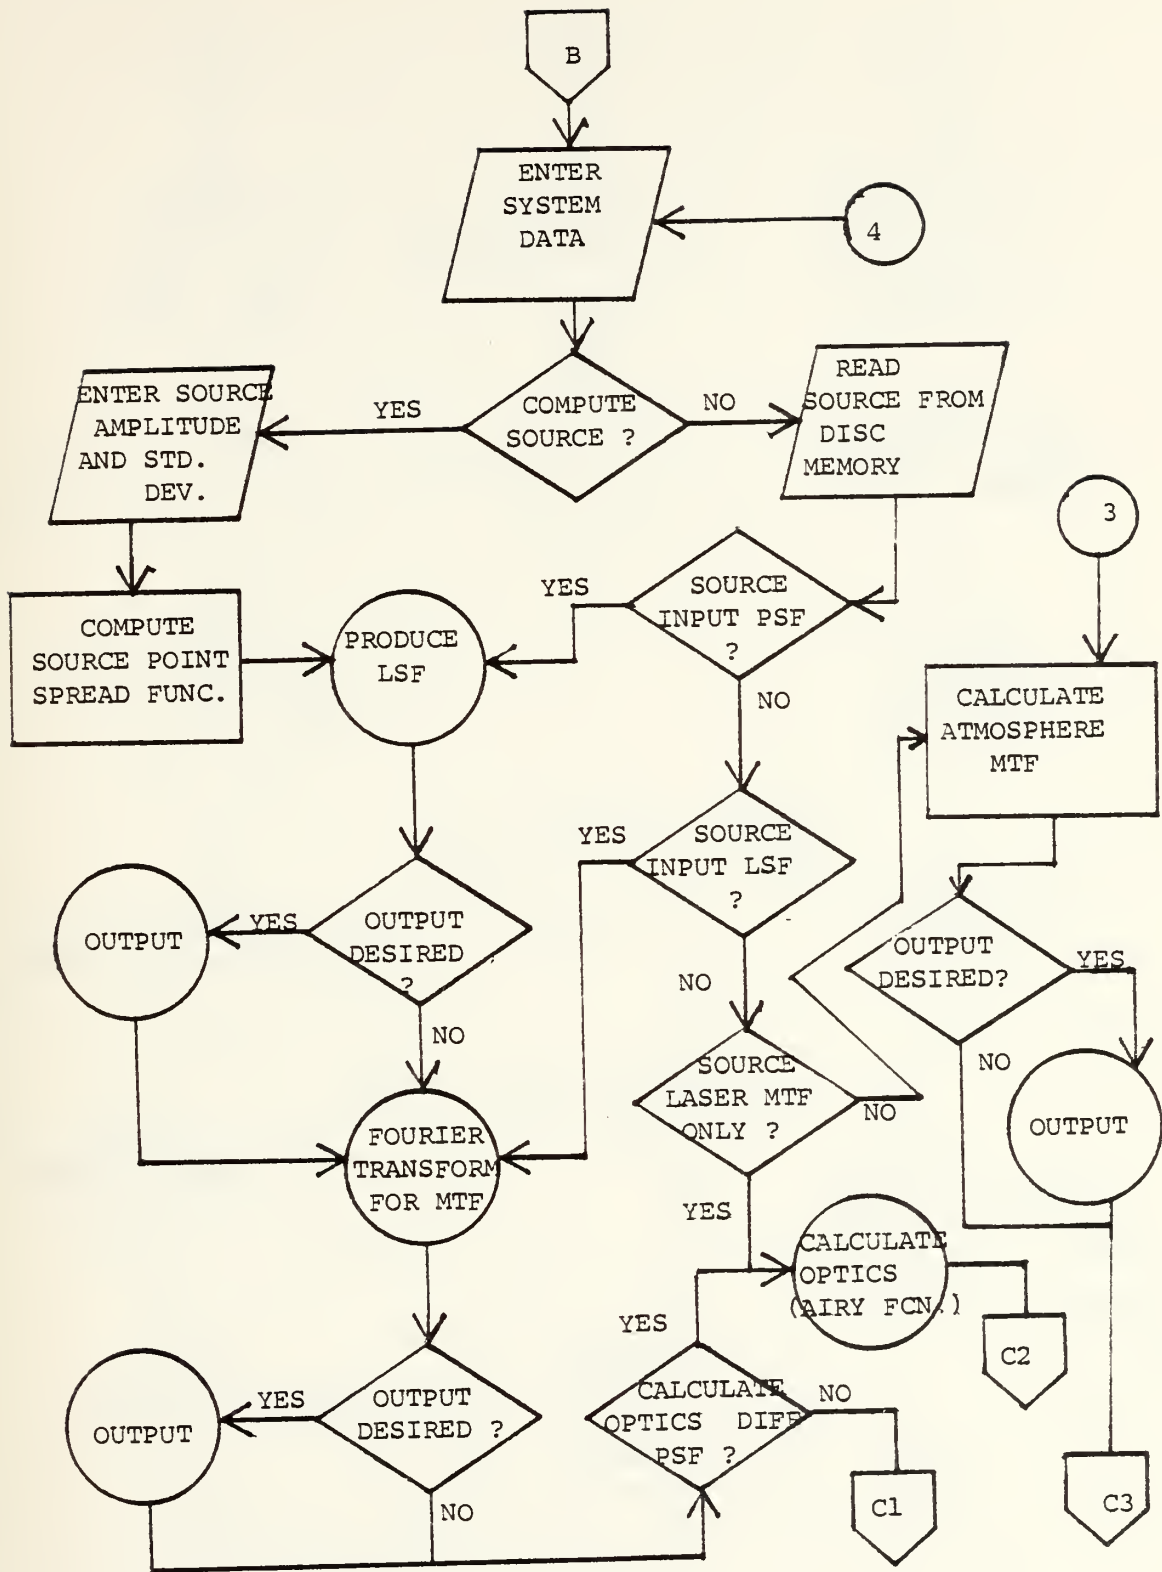 B
ENTER
SYSTEM
DATA
4
ENTER SOURCE
AMPLITUDE
AND STD.
DEV.
YES
COMPUTE
SOURCE ?
NO
READ
SOURCE FROM
DISC
MEMORY
3
COMPUTE
SOURCE POINT
SPREAD FUNC.
PRODUCE
LSF
YES
SOURCE
INPUT PSF
?
NO
CALCULATE
ATMOSPHERE
MTF
YES
SOURCE
INPUT LSF
?
NO
OUTPUT
YES
OUTPUT
DESIRED
?
NO
OUTPUT
DESIRED?
YES
NO
OUTPUT
SOURCE
LASER MTF
ONLY ?
NO
YES
FOURIER
TRANSFORM
FOR MTF
CALCULATE
OPTICS
(AIRY FCN.)
C2
OUTPUT
YES
OUTPUT
DESIRED ?
NO
YES
CALCULATE
OPTICS DIFF
PSF ?
NO
C1
C3